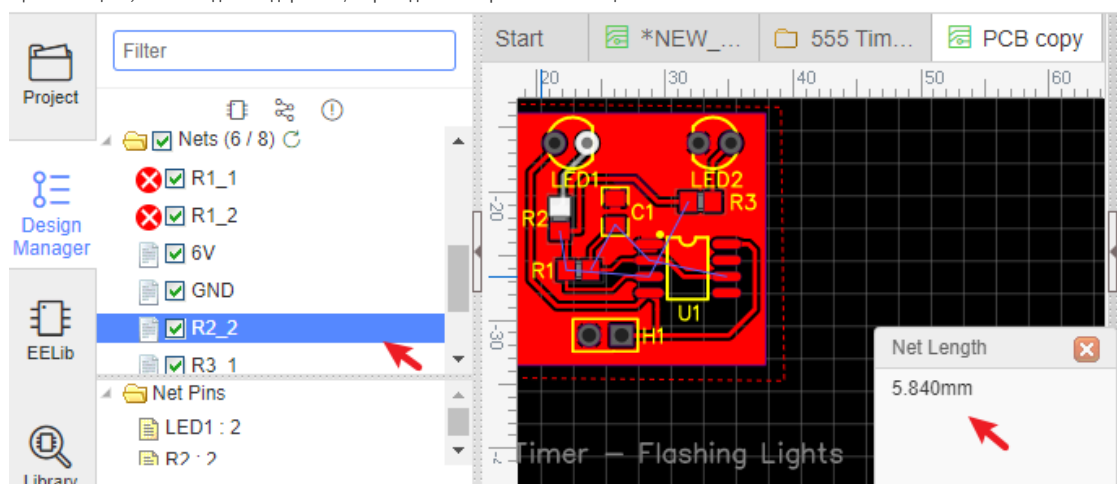 Filter
Start
*NEW_...
555 Tim...
PCB copy
Project
20
30
40
50
60
Nets (6 / 8)
R1_1
R1_2
6V
GND
R2_2
R3_1
Design
Manager
EELib
Library
Net Pins
LED1 : 2
R2 : 2
-20
-30
LED1
LED2
R2
C1
R3
R1
U1
H1
Net Length
5.840mm
Timer – Flashing Lights